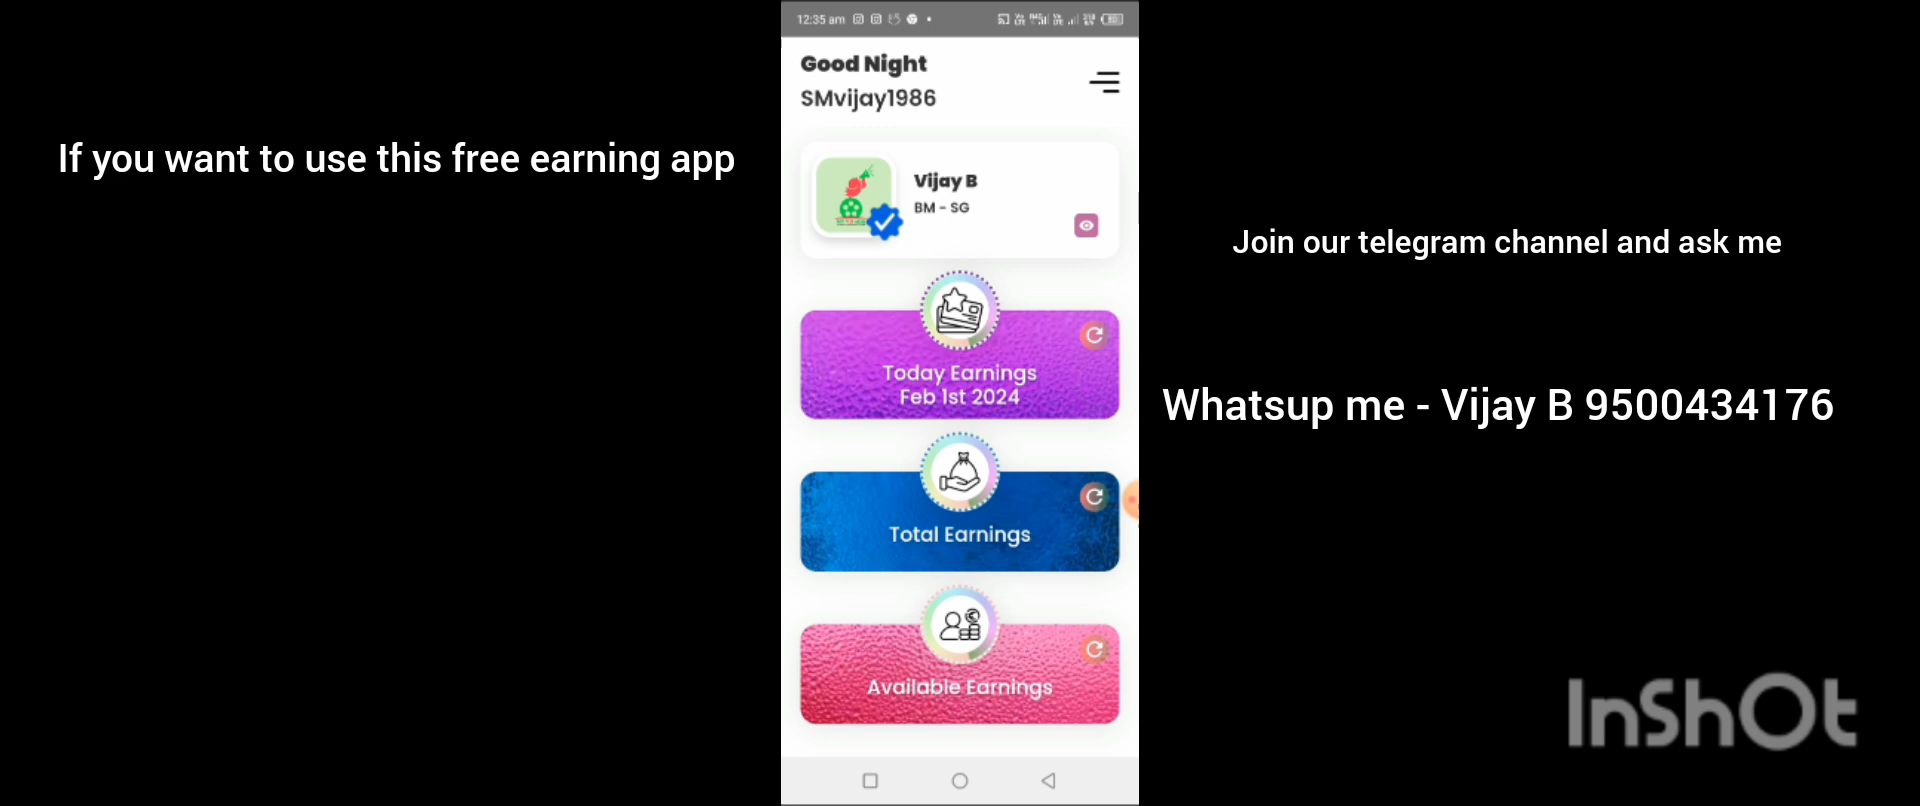 12:35 am
Good Night
SMvijay1986
If you want to use this free earning app
Vijay B
BM - SG
Join our telegram channel and ask me
Today Earnings
Feb 1st 2024
Whatsup me - Vijay B 9500434176
Total Earnings
Available Earnings
InShOt